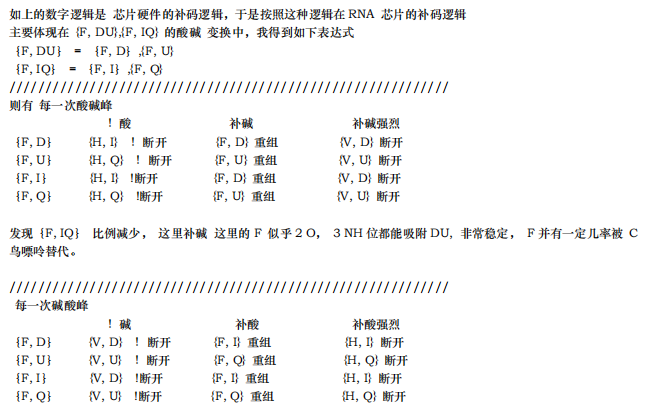 如上的数字逻辑是 芯片硬件的补码逻辑，于是按照这种逻辑在 RNA 芯片的补码逻辑
主要体现在 {F, DU},{F, IQ} 的酸碱 变换中，我得到如下表达式
{F, DU} = {F, D} ,{F, U}
{F, IQ} = {F, I} ,{F, Q}
//////////////////////////////////////////////////////////////
则有 每一次酸碱峰
! 酸 补碱 补碱强烈
{F, D} {H, I} ! 断开 {F, D} 重组 {V, D} 断开
{F, U} {H, Q} ! 断开 {F, U} 重组 {V, U} 断开
{F, I} {H, I} !断开 {F, D} 重组 {V, D} 断开
{F, Q} {H, Q} !断开 {F, U} 重组 {V, U} 断开
发现 {F, IQ} 比例减少， 这里补碱 这里的 F 似乎 2 O， 3 NH 位都能吸附 DU, 非常稳定， F 并有一定几率被 C
鸟嘌呤替代。
//////////////////////////////////////////////////////////////
每一次碱酸峰
! 碱 补酸 补酸强烈
{F, D} {V, D} ! 断开 {F, I} 重组 {H, I} 断开
{F, U} {V, U} ! 断开 {F, Q} 重组 {H, Q} 断开
{F, I} {V, D} !断开 {F, I} 重组 {H, I} 断开
{F, Q} {V, U} !断开 {F, Q} 重组 {H, Q} 断开